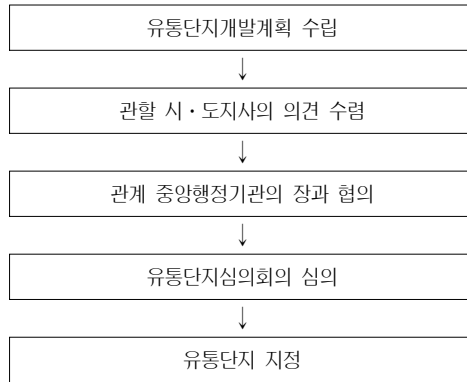 유통단지개발계획 수립
↓
관할 시・도지사의 의견 수렴
↓
관계 중앙행정기관의 장과 협의
↓
유통단지심의회의 심의
↓
유통단지 지정